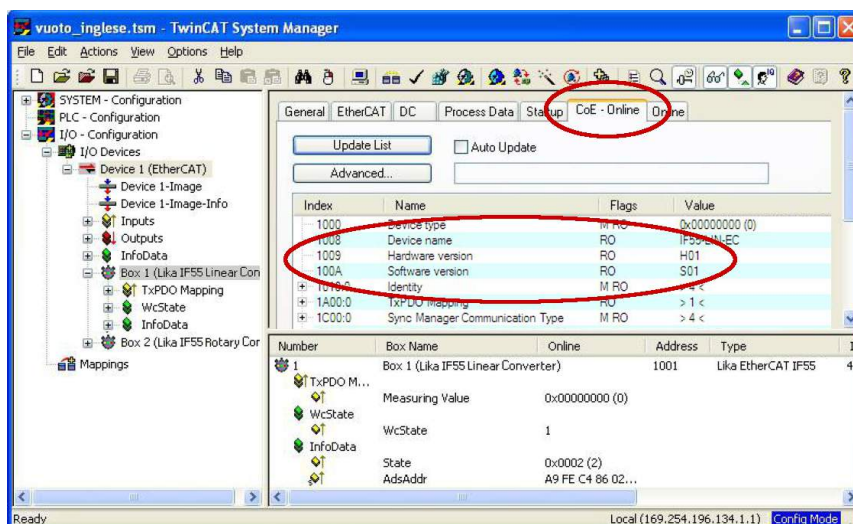 vuoto_inglese.tsm - TwinCAT System Manager
File Edit Actions View Options Help
SYSTEM - Configuration
PLC - Configuration
I/O - Configuration
I/O Devices
Device 1 (EtherCAT)
Device 1-Image
Device 1-Image-Info
Inputs
Outputs
InfoData
Box 1 (Lika IF55 Linear Con
TxPDO Mapping
WcState
InfoData
Box 2 (Lika IF55 Rotary Cor
Mappings
General EtherCAT DC Process Data Startup CoE - Online Online
Update List Auto Update
Advanced...
Index Name Flags Value
1000 Device type M RO 0x00000000 (0)
1008 Device name RO IF55-LIN-EC
1009 Hardware version RO H01
100A Software version RO S01
1018:0 Identity M RO > 4 <
1A00:0 TxPDO Mapping RO > 1 <
1C00:0 Sync Manager Communication Type M RO > 4 <
Number Box Name Online Address Type I
1 Box 1 (Lika IF55 Linear Converter) 1001 Lika EtherCAT IF55 4
TxPDO M...
Measuring Value 0x00000000 (0)
WcState
WcState 1
InfoData
State 0x0002 (2)
AdsAddr A9 FE C4 86 02...
Ready Local (169.254.196.134.1.1) Config Mode